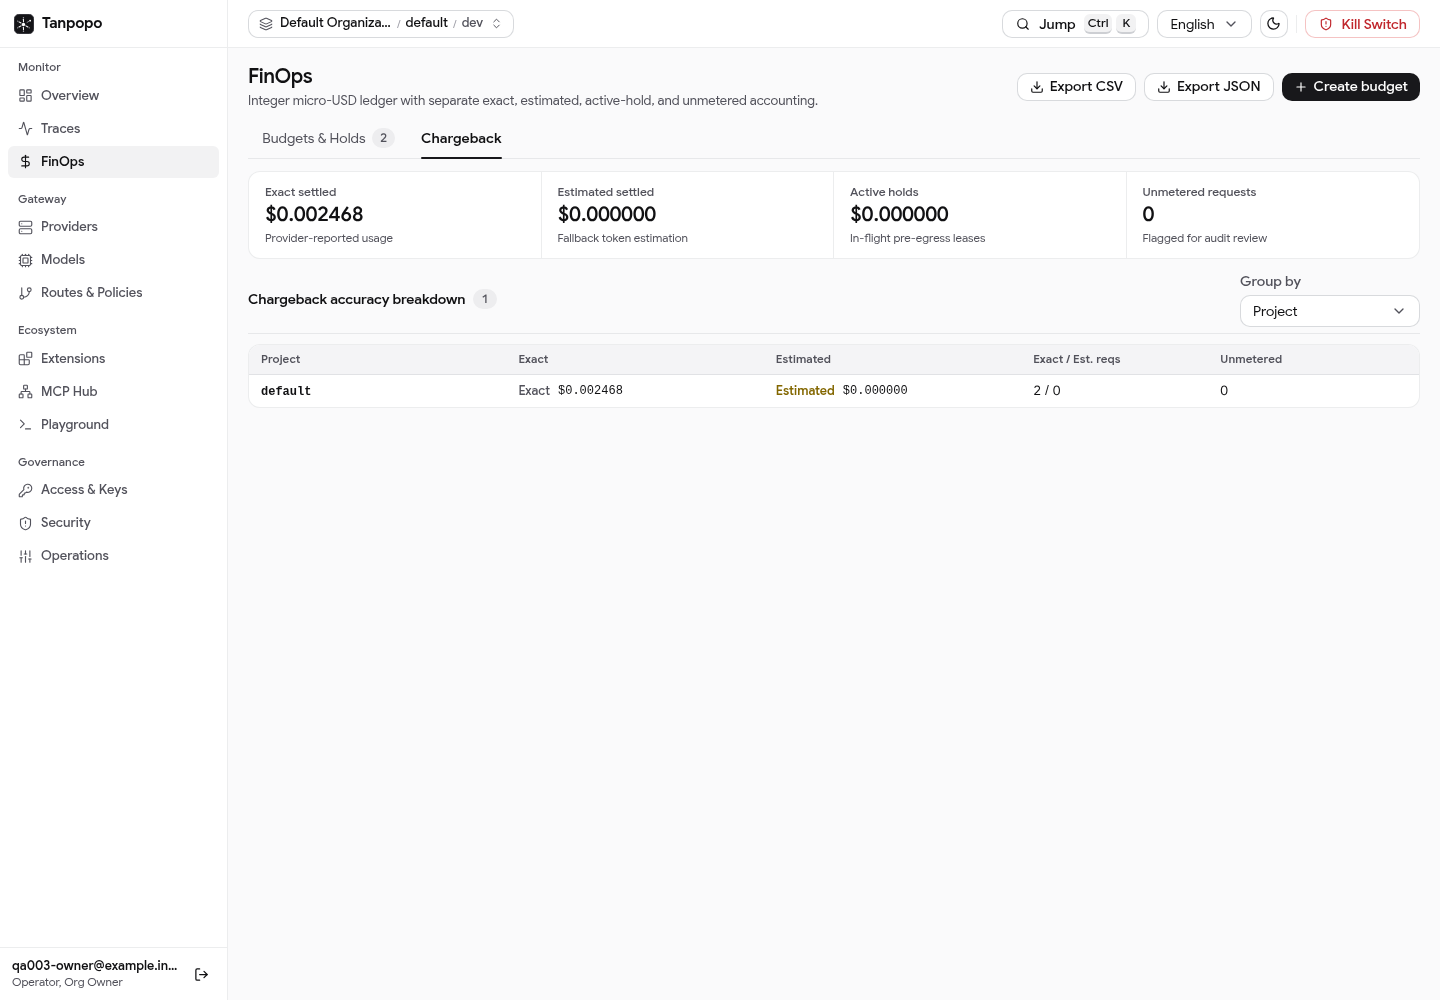 Tanpopo
Default Organiza... / default / dev
Jump Ctrl K
English
Kill Switch
Monitor
Overview
Traces
FinOps
Gateway
Providers
Models
Routes & Policies
Ecosystem
Extensions
MCP Hub
Playground
Governance
Access & Keys
Security
Operations
qa003-owner@example.in...
Operator, Org Owner
FinOps
Integer micro-USD ledger with separate exact, estimated, active-hold, and unmetered accounting.
Export CSV
Export JSON
Create budget
Budgets & Holds 2
Chargeback
Exact settled
$0.002468
Provider-reported usage
Estimated settled
$0.000000
Fallback token estimation
Active holds
$0.000000
In-flight pre-egress leases
Unmetered requests
0
Flagged for audit review
Chargeback accuracy breakdown 1
Group by
Project
Project Exact Estimated Exact / Est. reqs Unmetered
default Exact $0.002468 Estimated $0.000000 2 / 0 0